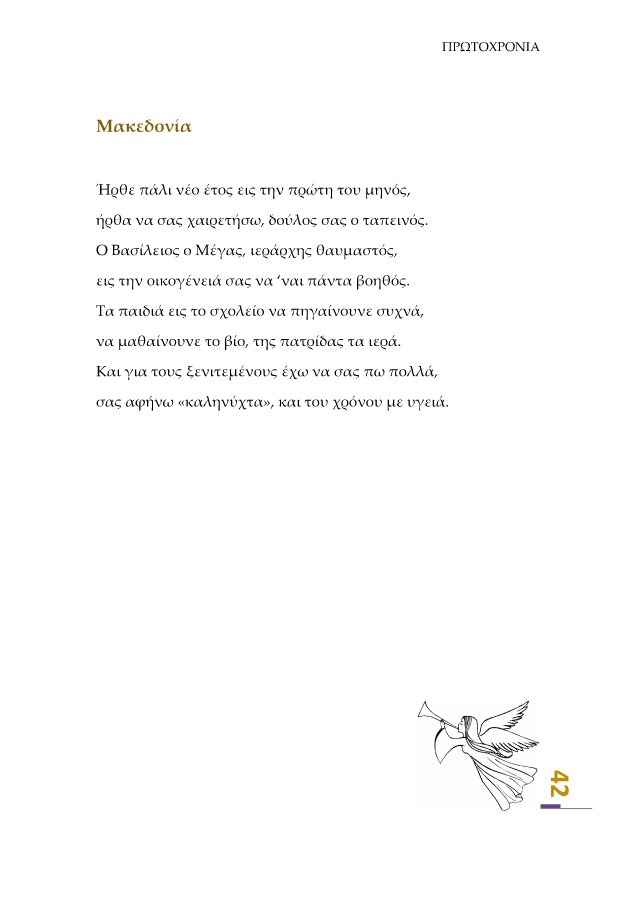 ΠΡΩΤΟΧΡΟΝΙΑ
Μακεδονία
Ήρθε πάλι νέο έτος εις την πρώτη του μηνός,
ήρθα να σας χαιρετήσω, δούλος σας ο ταπεινός.
Ο Βασίλειος ο Μέγας, ιεράρχης θαυμαστός,
εις την οικογένειά σας να ‘ναι πάντα βοηθός.
Τα παιδιά εις το σχολείο να πηγαίνουνε συχνά,
να μαθαίνουνε το βίο, της πατρίδας τα ιερά.
Και για τους ξενιτεμένους έχω να σας πω πολλά,
σας αφήνω «καληνύχτα», και του χρόνου με υγειά.
42